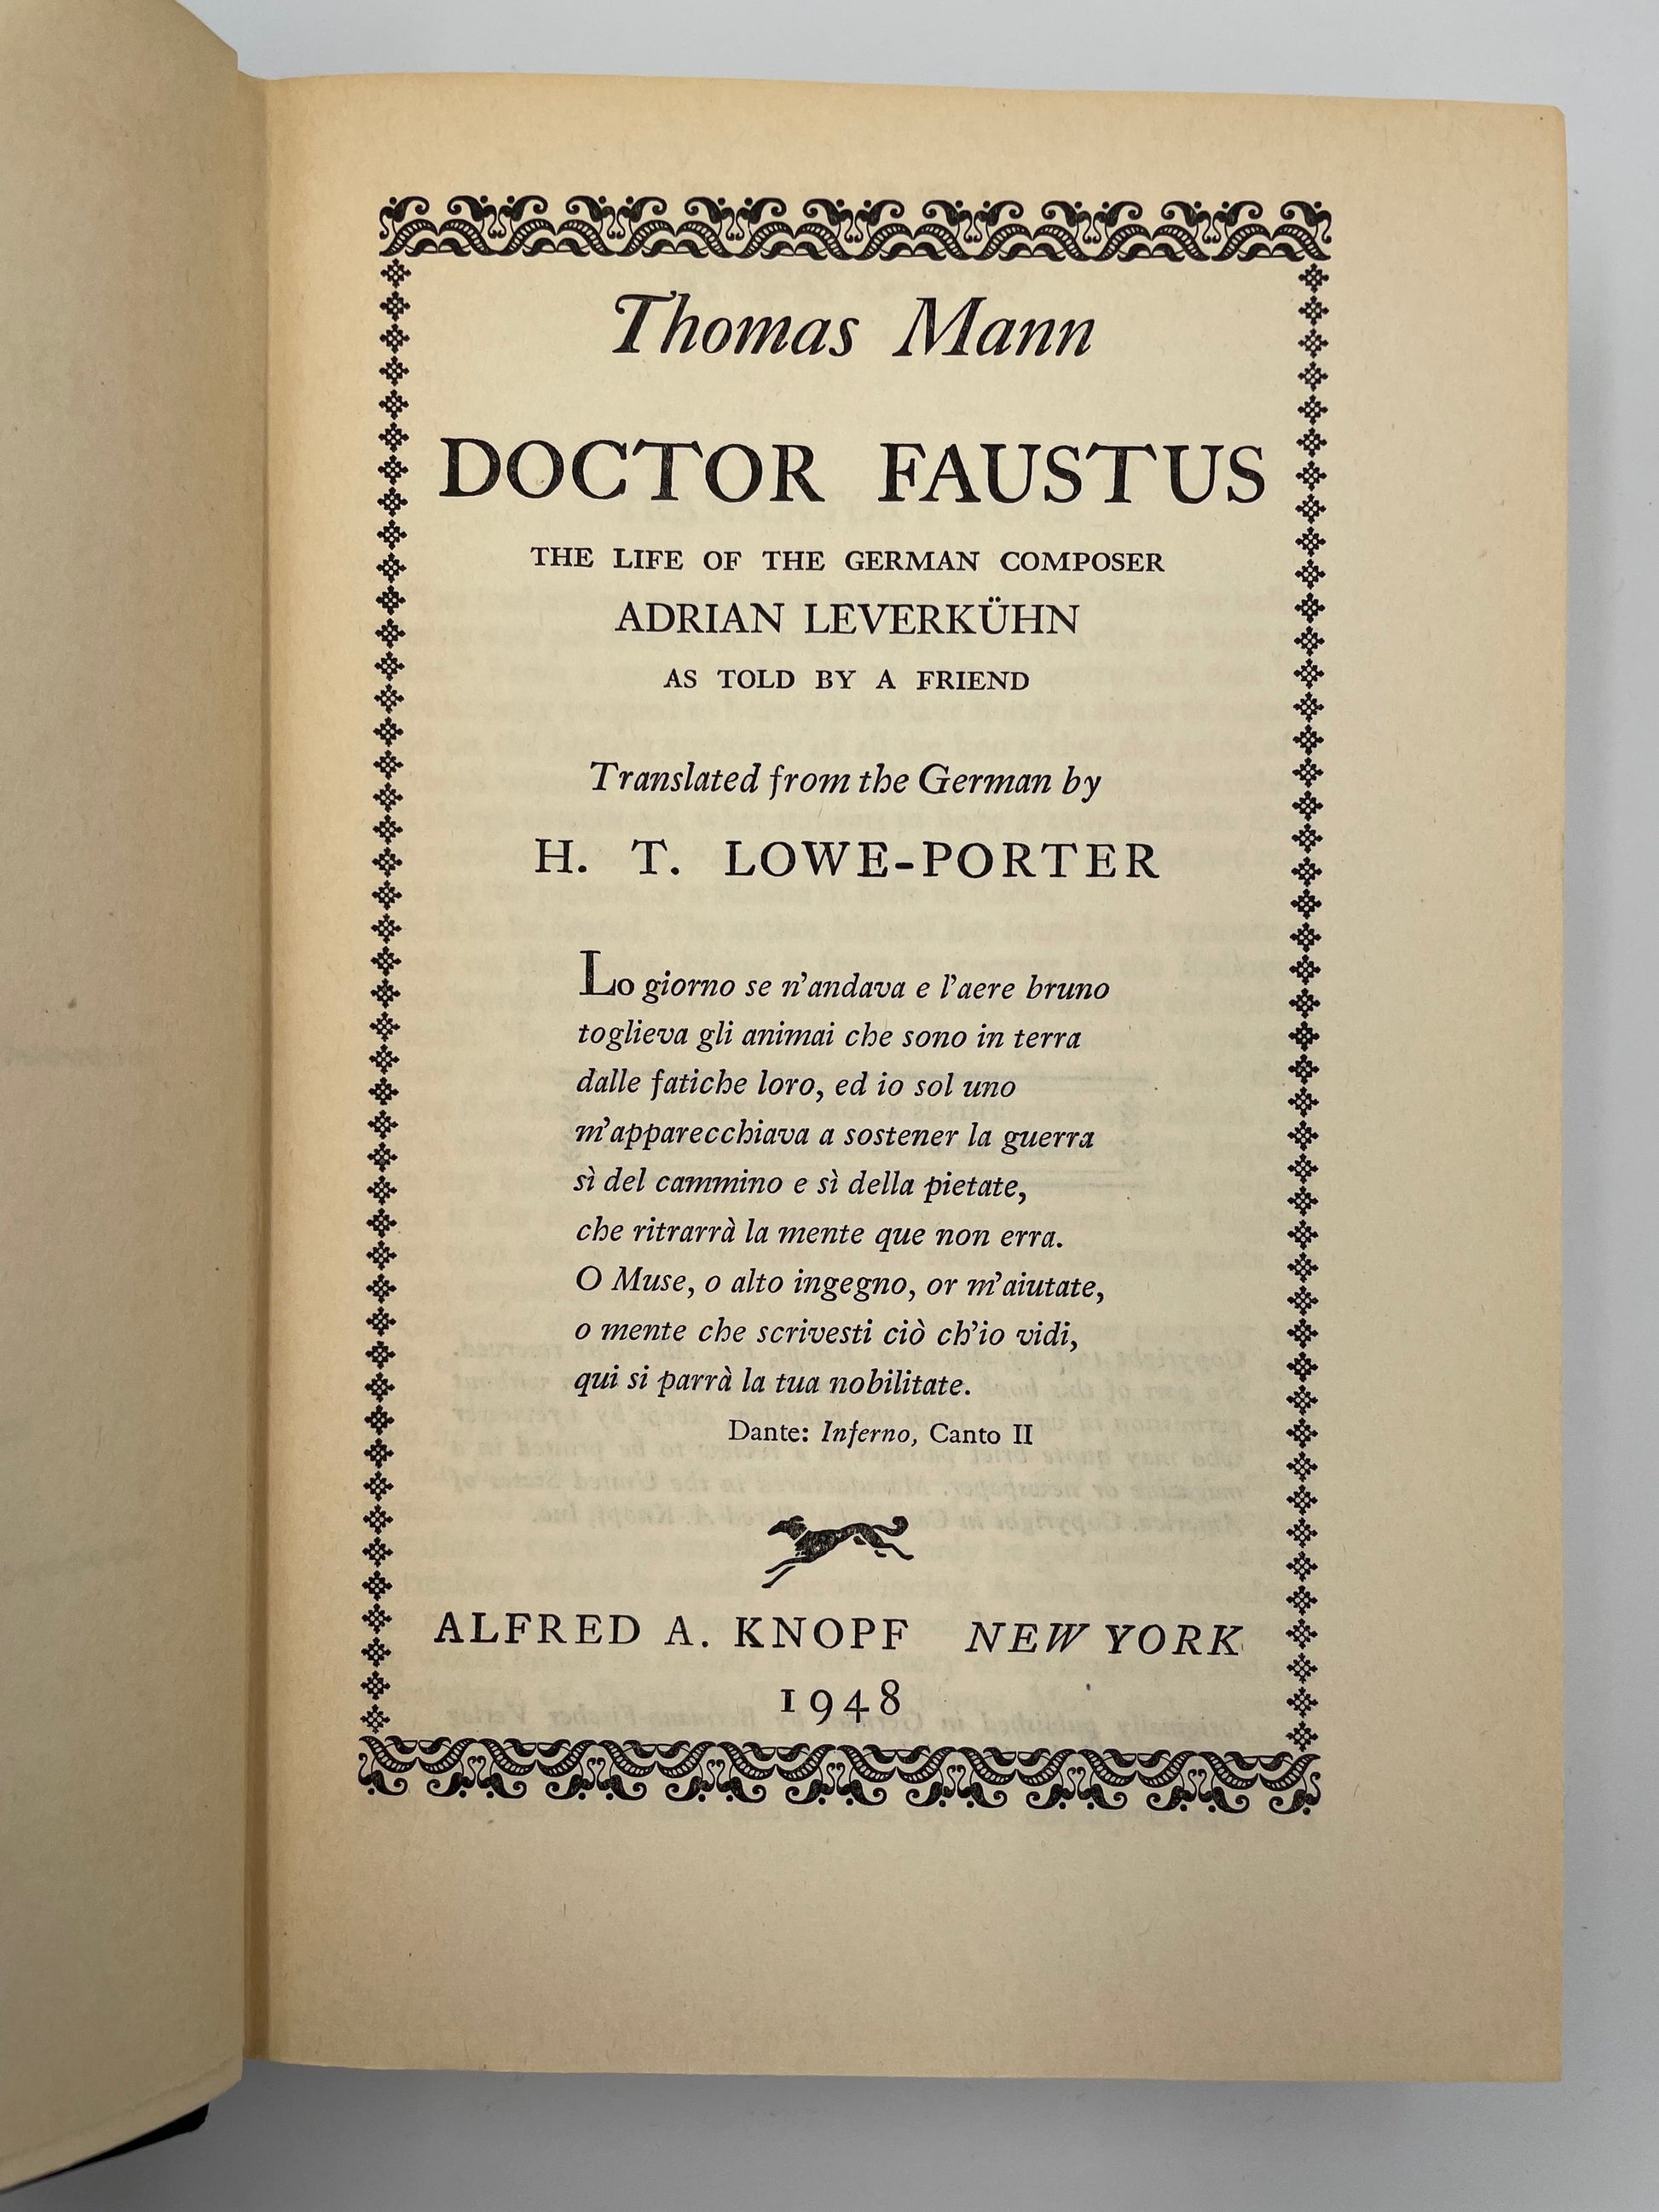 Thomas Mann
DOCTOR FAUSTUS
THE LIFE OF THE GERMAN COMPOSER
ADRIAN LEVERKÜHN
AS TOLD BY A FRIEND
Translated from the German by
H. T. LOWE-PORTER
Lo giorno se n'andava e l'aere bruno
toglieva gli animai che sono in terra
dalle fatiche loro, ed io sol uno
m'apparecchiava a sostener la guerra
sì del cammino e sì della pietate,
che ritrarrà la mente que non erra.
O Muse, o alto ingegno, or m'aiutate,
o mente che scrivesti ciò ch'io vidi,
qui si parrà la tua nobilitate.
Dante: Inferno, Canto II
ALFRED A. KNOPF NEW YORK
1948